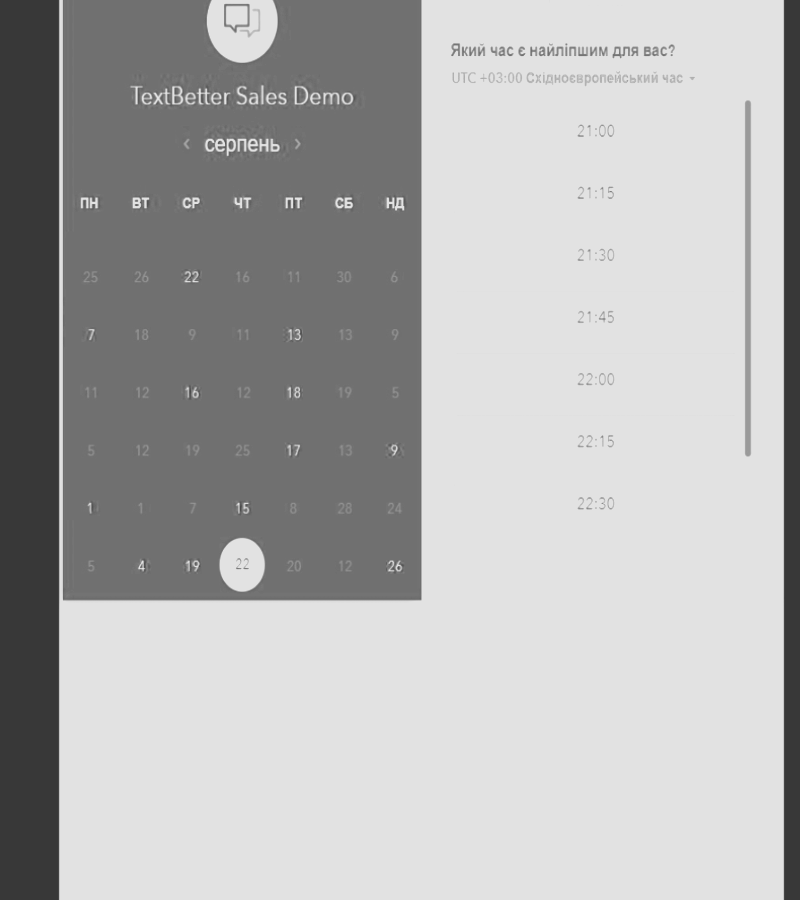 TextBetter Sales Demo
‹ серпень ›
ПН ВТ СР ЧТ ПТ СБ НД
25 26 22 16 11 30 6
7 18 9 11 13 13 9
11 12 16 12 18 19 5
5 12 19 25 17 13 9
1 1 7 15 8 28 24
5 4 19 22 20 12 26
Який час є найліпшим для вас?
UTC +03:00 Східноєвропейський час
21:00
21:15
21:30
21:45
22:00
22:15
22:30